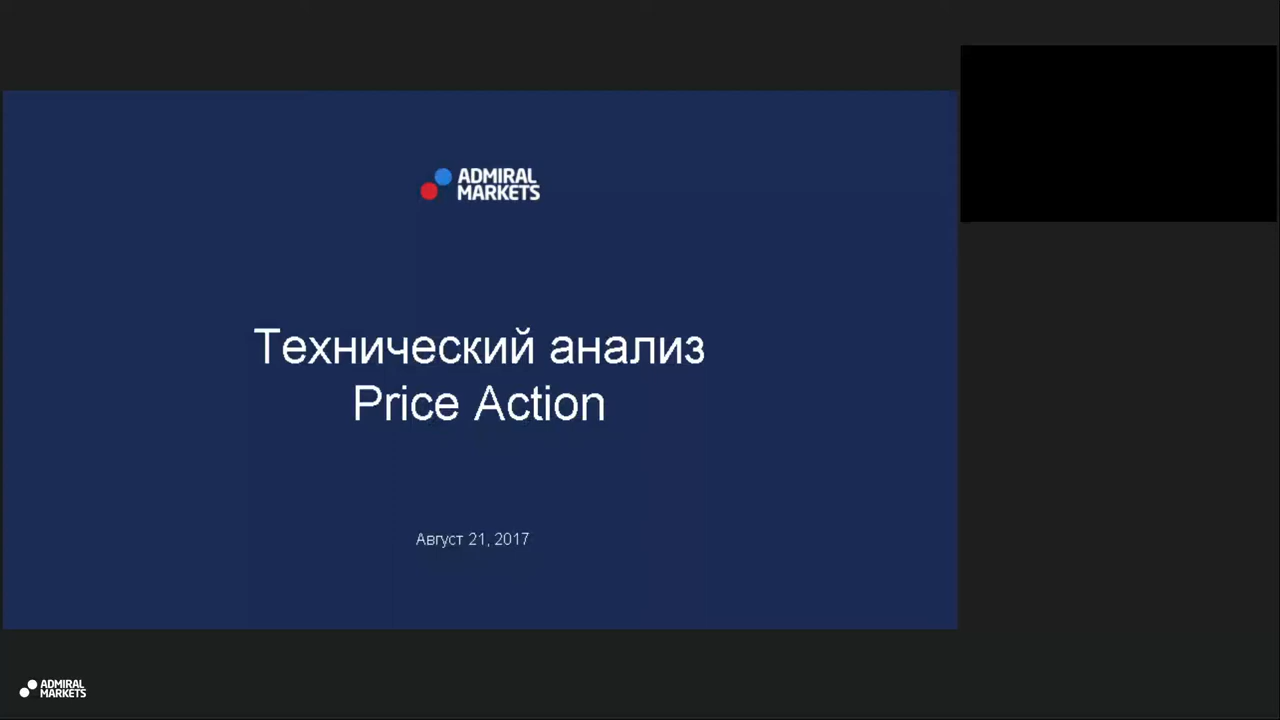 ADMIRAL
MARKETS
Технический анализ
Price Action
Август 21, 2017
ADMIRAL
MARKETS